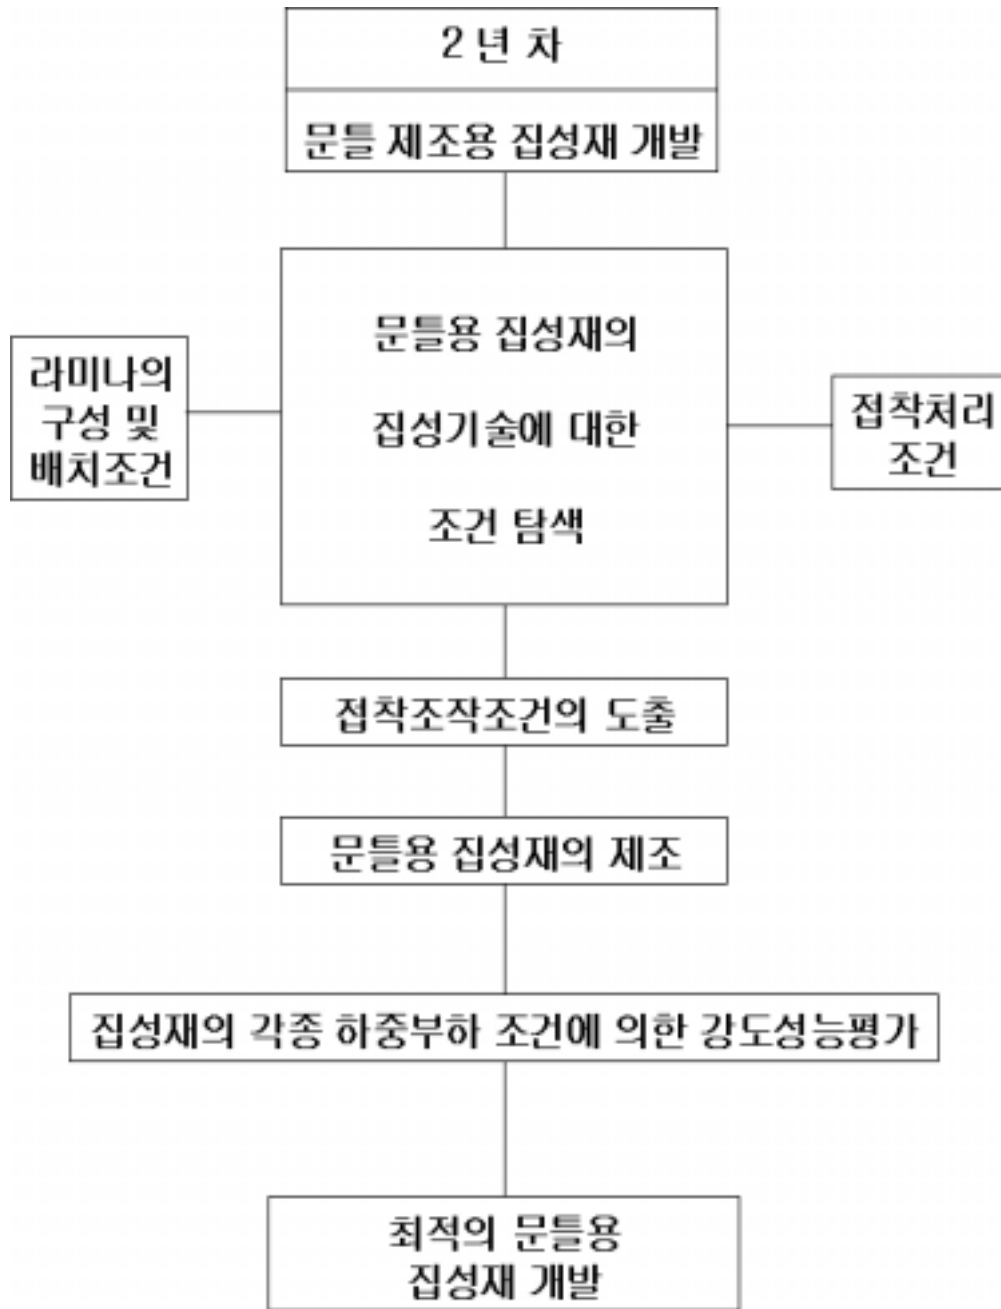 2 년 차
문틀 제조용 집성재 개발
문틀용 집성재의
집성기술에 대한
조건 탐색
라미나의
구성 및
배치조건
접착처리
조건
접착조작조건의 도출
문틀용 집성재의 제조
집성재의 각종 하중부하 조건에 의한 강도성능평가
최적의 문틀용
집성재 개발